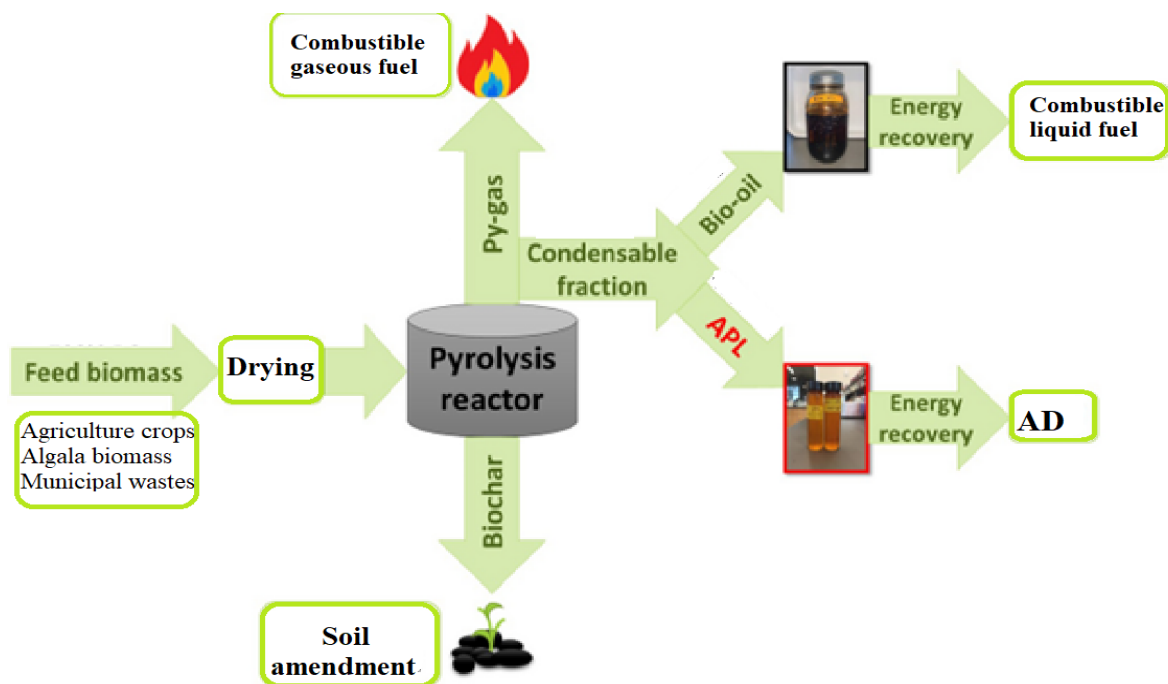 Combustible
gaseous fuel
Py-gas
Condensable
fraction
Bio-oil
Energy
recovery
Combustible
liquid fuel
APL
Energy
recovery
AD
Feed biomass
Drying
Pyrolysis
reactor
Agriculture crops
Algala biomass
Municipal wastes
Biochar
Soil
amendment